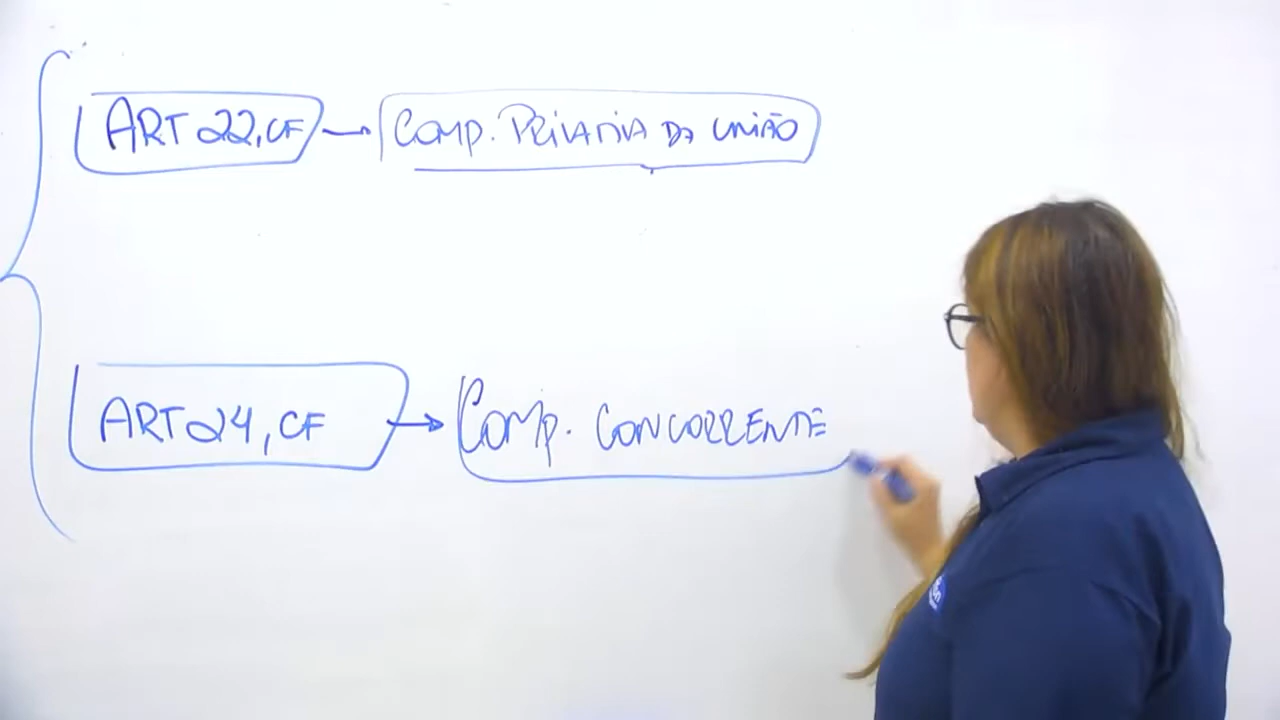 ART 22, CF → COMP. PRIVATIVA DA UNIÃO
ART 24, CF → COMP. CONCORRENTE